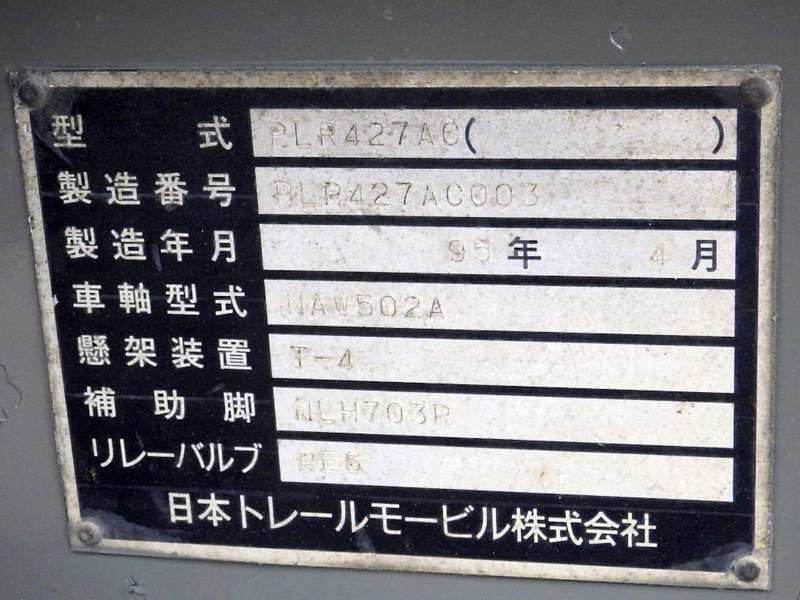 型式 PLR427AC( )
製造番号 PLR427AC003
製造年月 95年 4月
車軸型式 NAW502A
懸架装置 T-4
補助脚 NLH703R
リレーバルブ RE6
日本トレールモービル株式会社